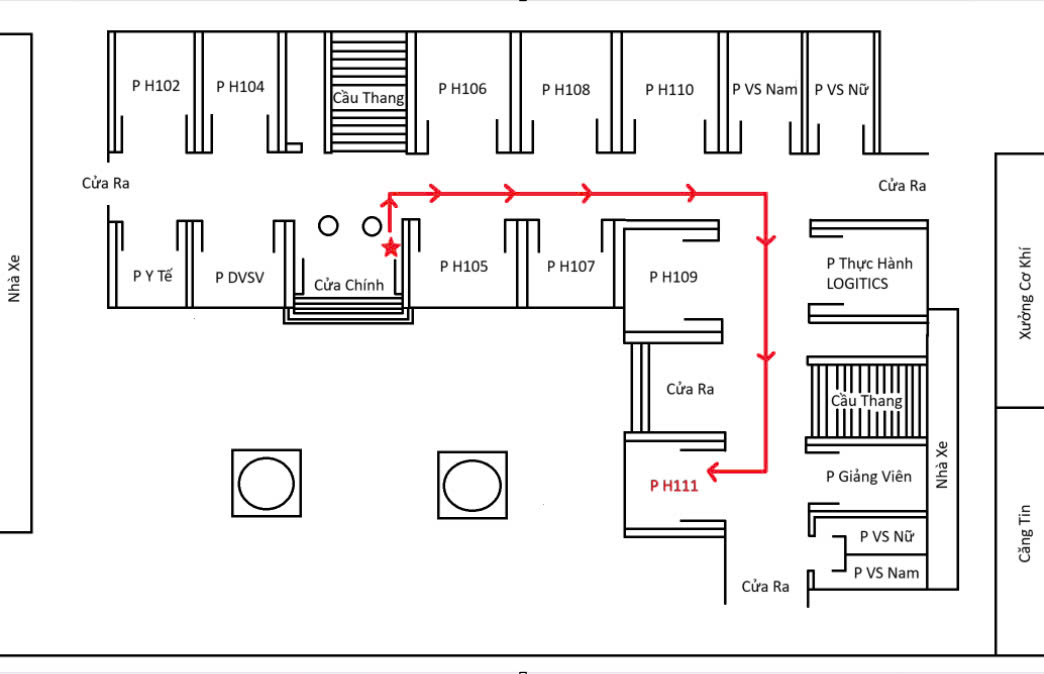 P H102
P H104
Cầu Thang
P H106
P H108
P H110
P VS Nam
P VS Nữ
Cửa Ra
Cửa Ra
P Y Tế
P DVSV
Cửa Chính
P H105
P H107
P H109
P Thực Hành
LOGITICS
Nhà Xe
Xưởng Cơ Khí
Cửa Ra
Cầu Thang
P H111
P Giảng Viên
Nhà Xe
P VS Nữ
P VS Nam
Căng Tin
Cửa Ra